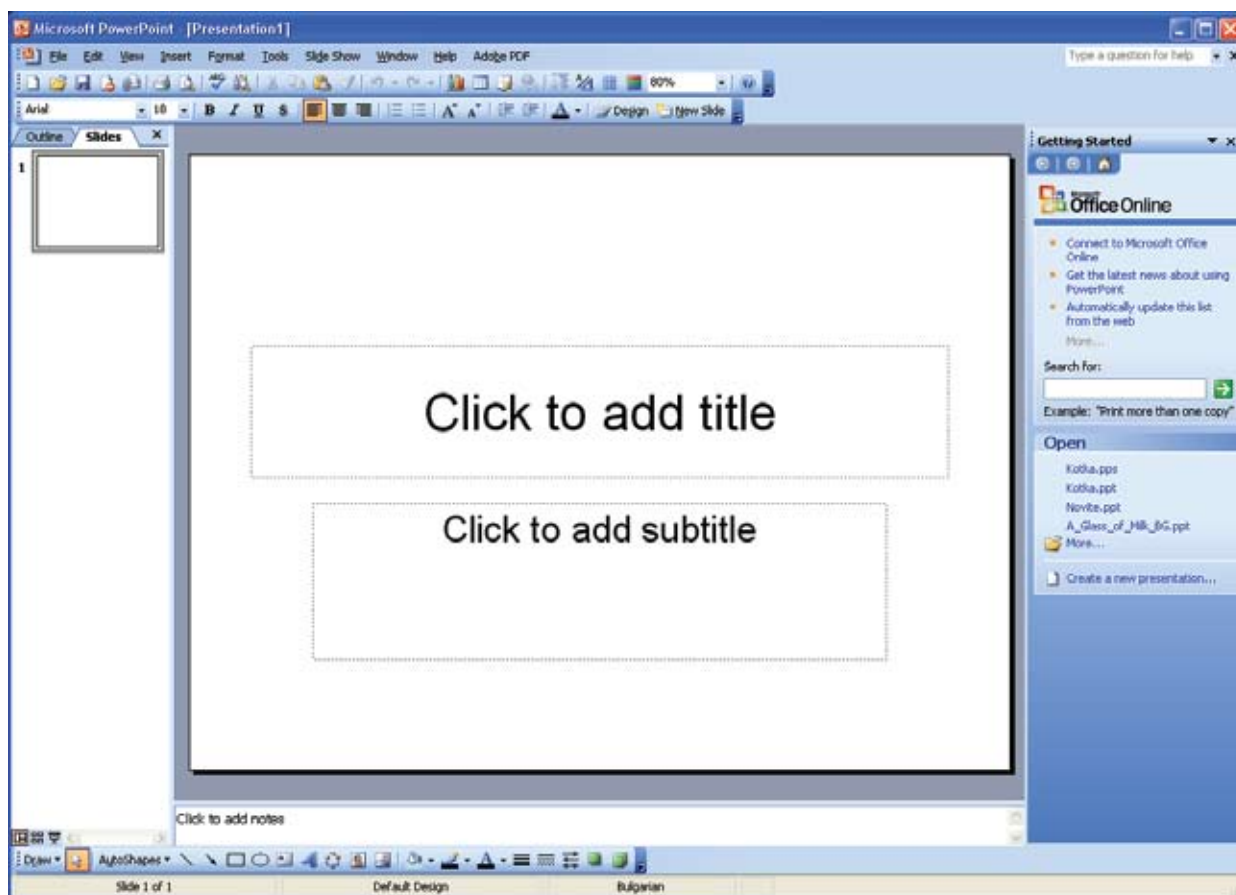 Microsoft PowerPoint - [Presentation1]
File Edit View Insert Format Tools Slide Show Window Help Adobe PDF
Type a question for help
80%
Arial 18 B I U S A A A Design New Slide
Outline Slides
Getting Started
1
Microsoft
Office Online
Connect to Microsoft Office
Online
Get the latest news about using
PowerPoint
Automatically update this list
from the web
More...
Search for:
Example: "Print more than one copy"
Open
Kotka.pps
Kotka.ppt
Novite.ppt
A_Glass_of_Milk_BG.ppt
More...
Create a new presentation...
Click to add title
Click to add subtitle
Click to add notes
Draw AutoShapes A
Slide 1 of 1 Default Design Bulgarian